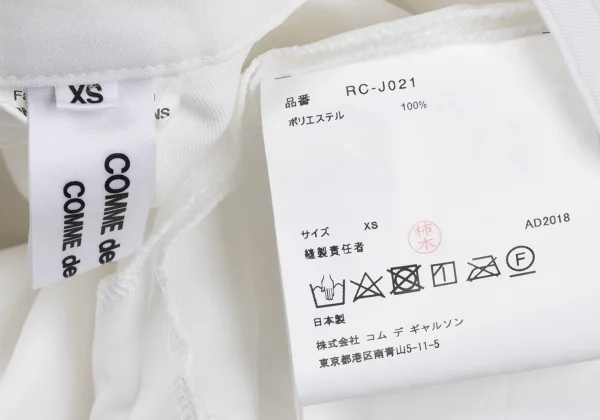 XS
COMME de
COMME de
品番 RC-J021
ポリエステル 100%
サイズ XS
AD2018
縫製責任者
柿本
F
日本製
株式会社 コム デ ギャルソン
東京都港区南青山5-11-5